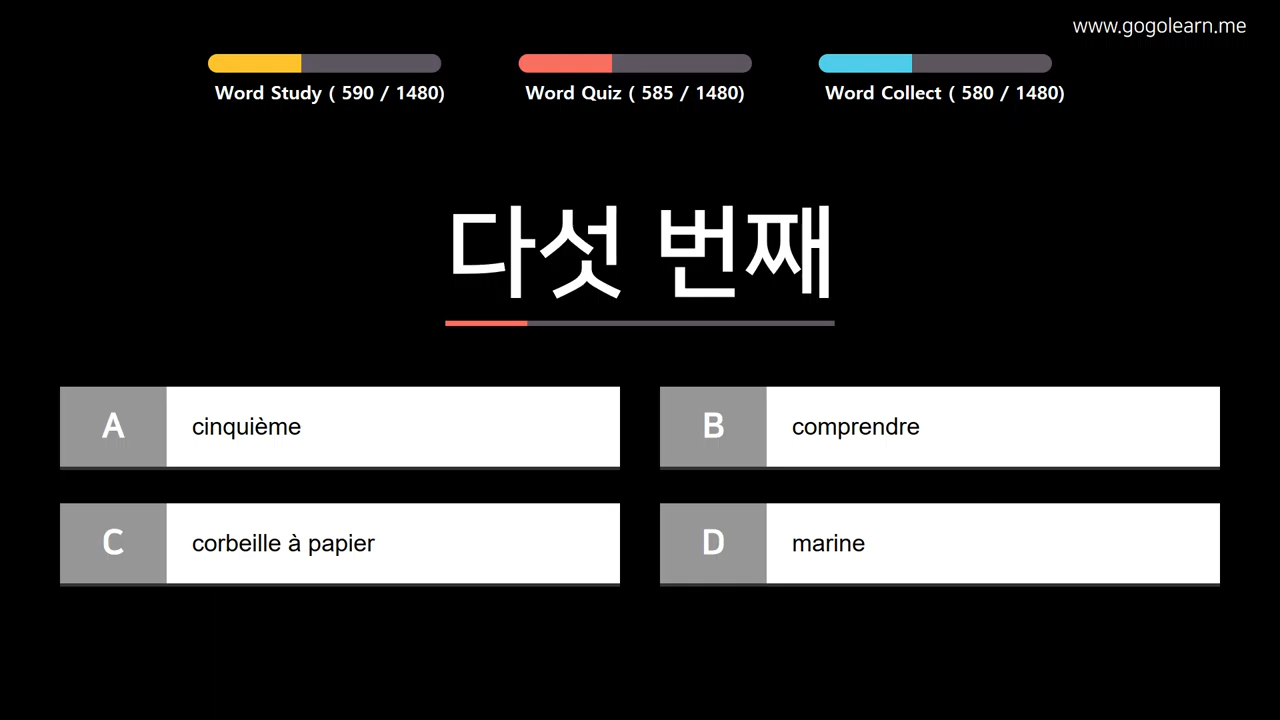 www.gogolearn.me
Word Study ( 590 / 1480)
Word Quiz ( 585 / 1480)
Word Collect ( 580 / 1480)
다섯 번째
A cinquième
B comprendre
C corbeille à papier
D marine